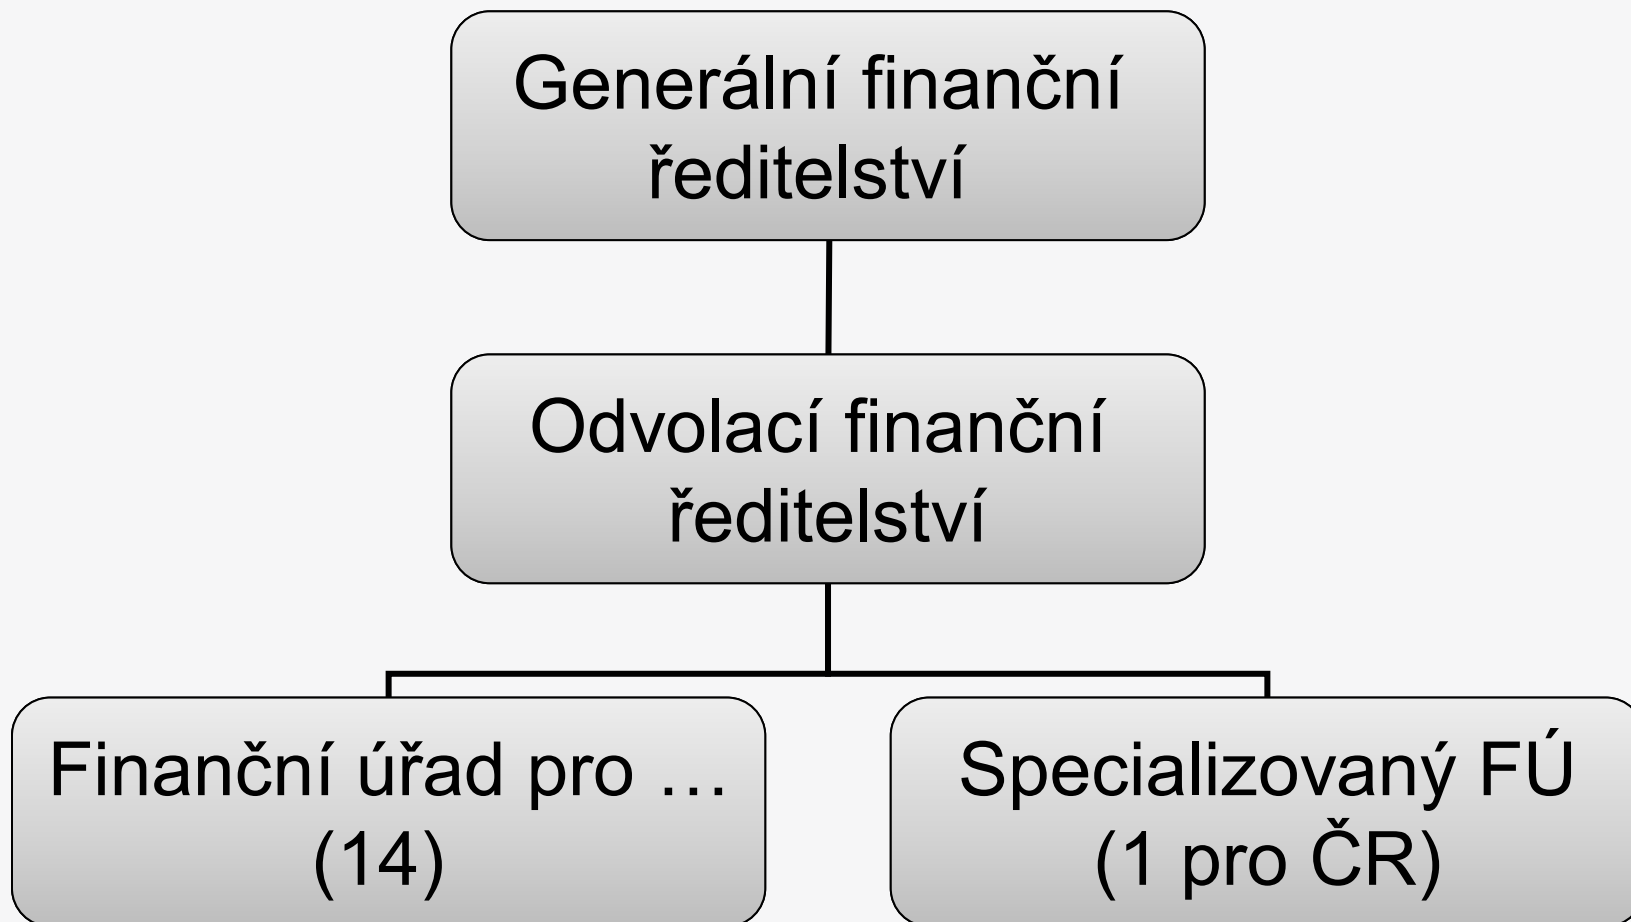 Generální finanční
ředitelství
Odvolací finanční
ředitelství
Finanční úřad pro …
(14)
Specializovaný FÚ
(1 pro ČR)